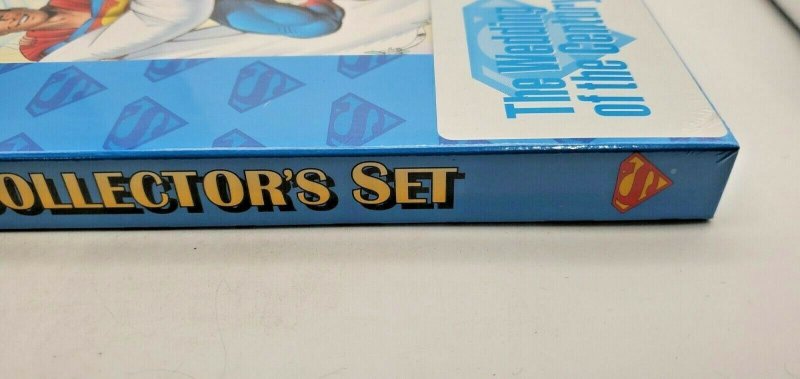 The Wedding
of the Century
OLLECTOR'S SET